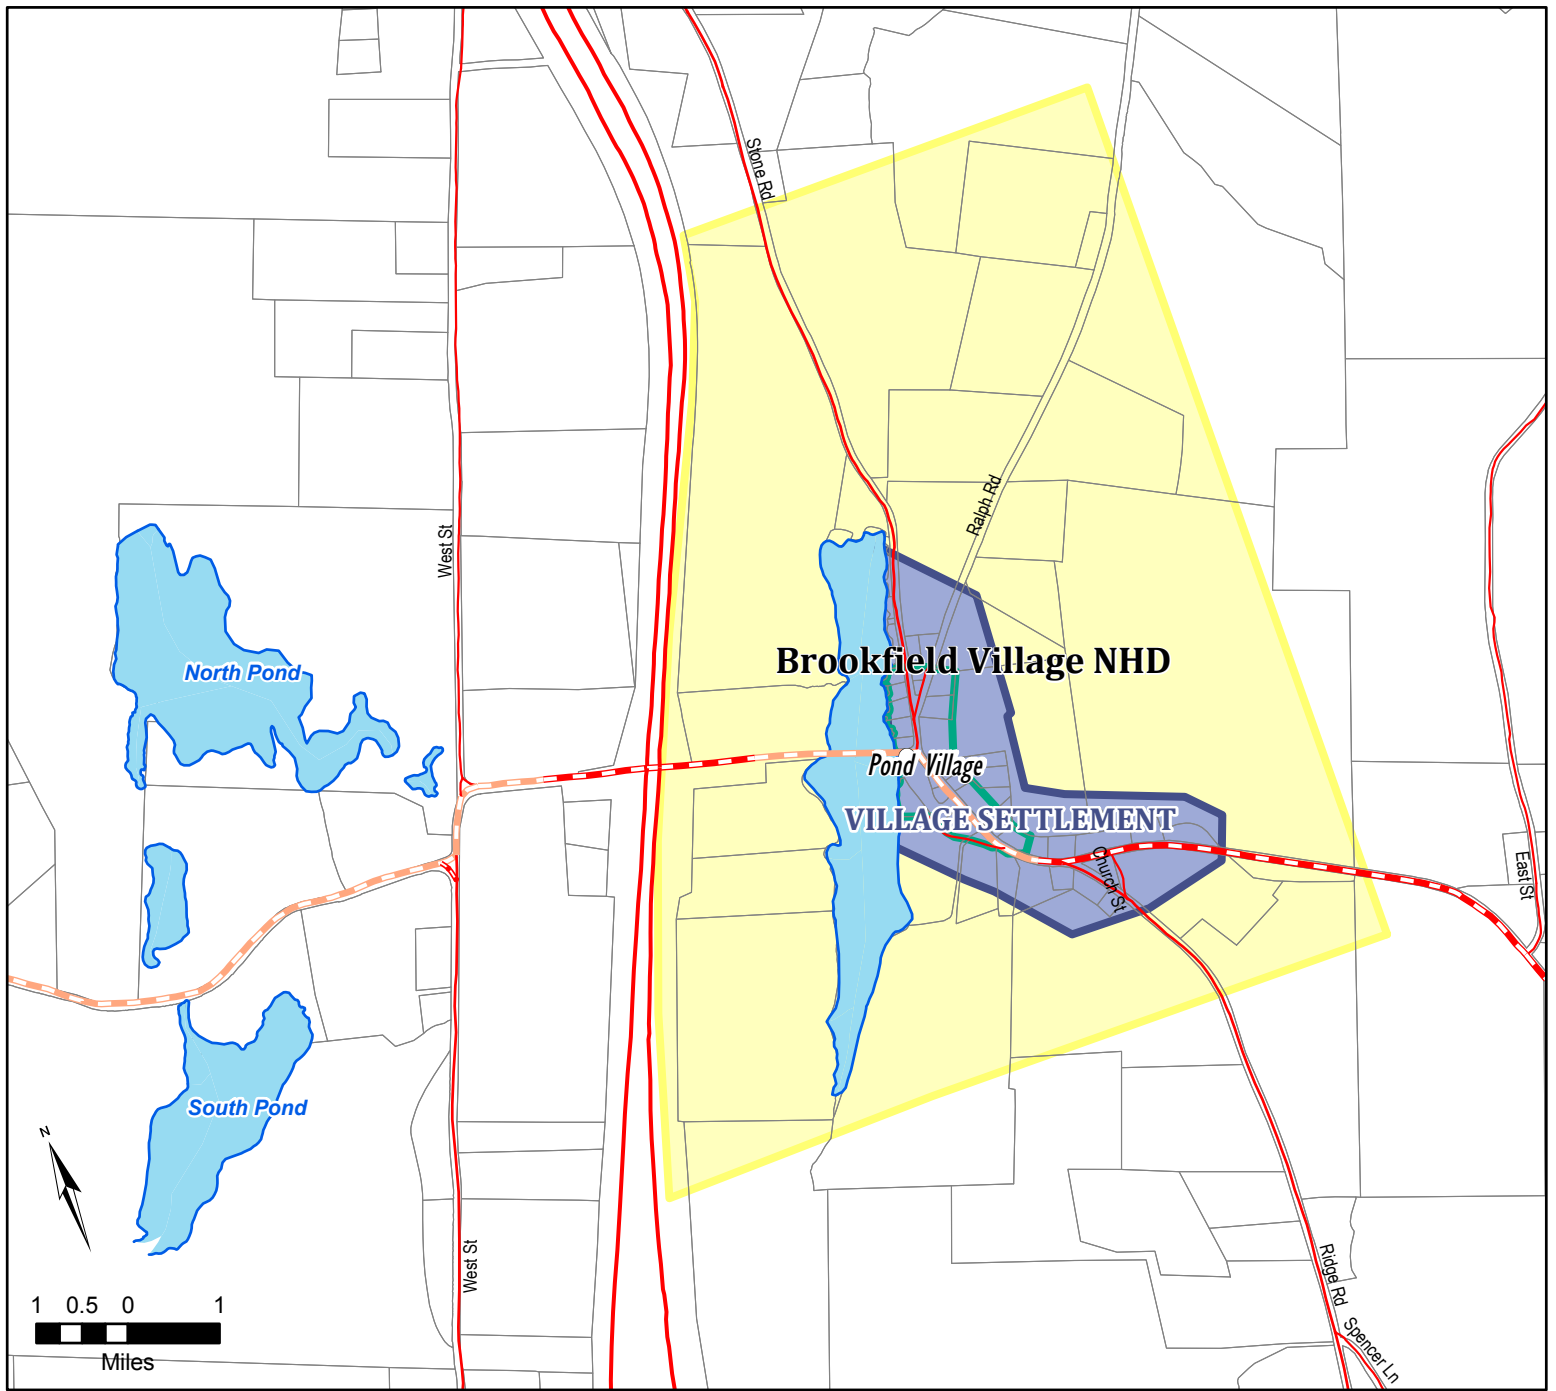 Stone Rd
Ralph Rd
West St
North Pond
Brookfield Village NHD
Pond Village
VILLAGE SETTLEMENT
Church St
East St
South Pond
N
West St
Ridge Rd
Spencer Ln
1 0.5 0 1
Miles